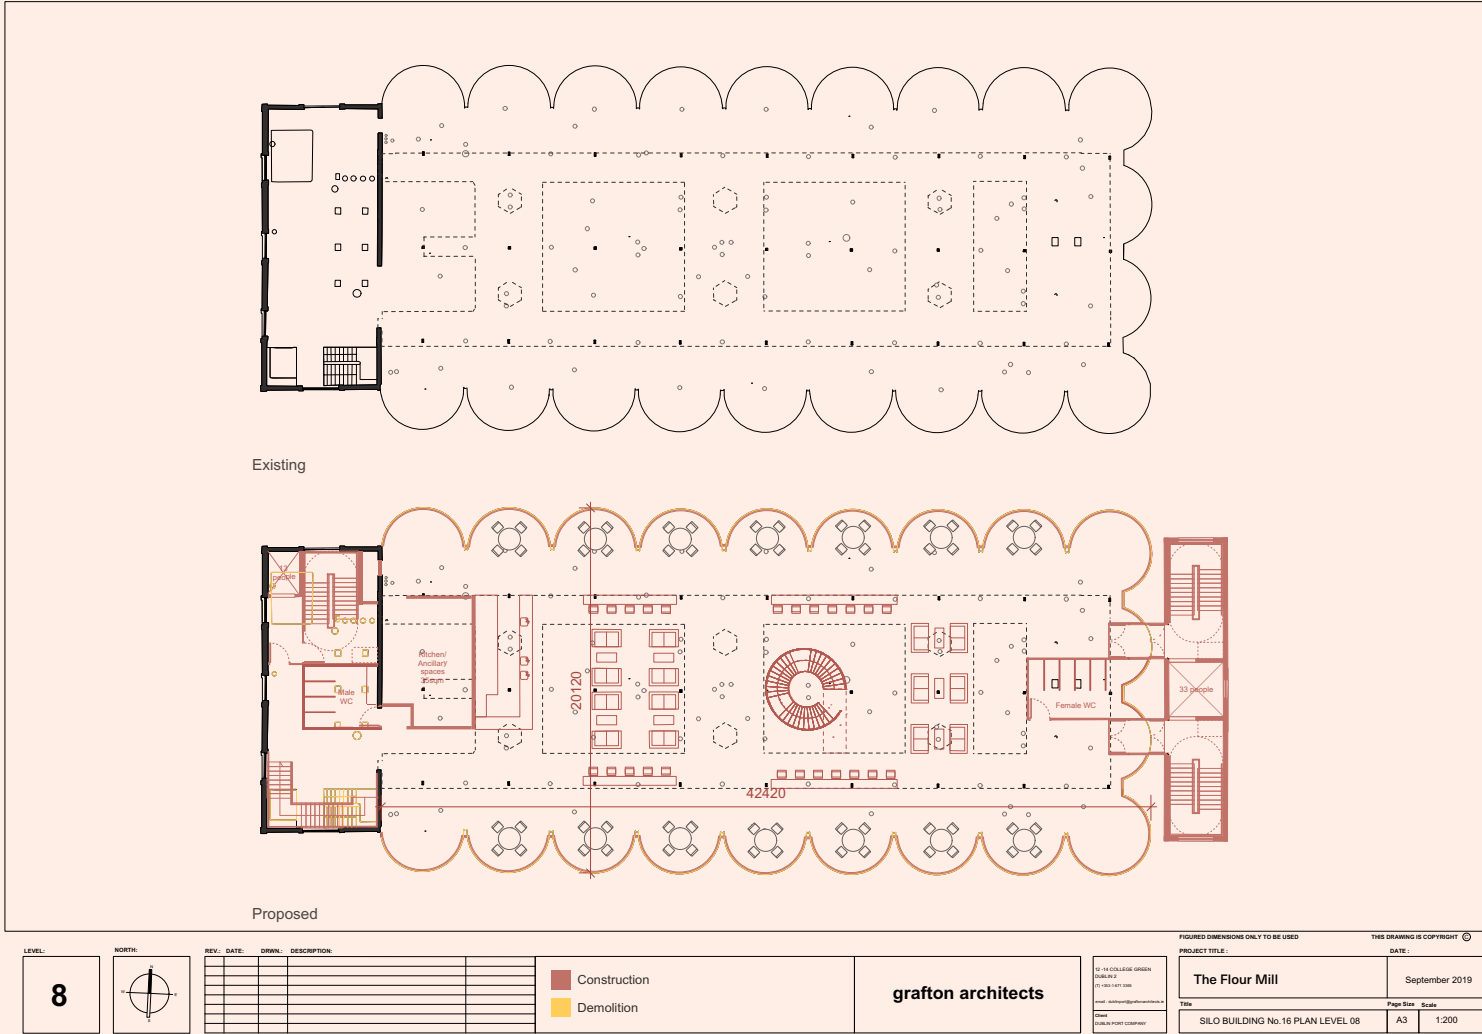 Existing
12
people
Kitchen/
Ancillary
spaces
35sqm
Male
WC
20120
42420
Female WC
33 people
Proposed
LEVEL:
8
NORTH:
N
W
E
S
REV.: DATE: DRWN.: DESCRIPTION:
Construction
Demolition
grafton architects
12 -14 COLLEGE GREEN
DUBLIN 2
Client
DUBLIN PORT COMPANY
FIGURED DIMENSIONS ONLY TO BE USED
THIS DRAWING IS COPYRIGHT ©
PROJECT TITLE :
DATE :
The Flour Mill
September 2019
Title
Page Size
Scale
SILO BUILDING No.16 PLAN LEVEL 08
A3
1:200